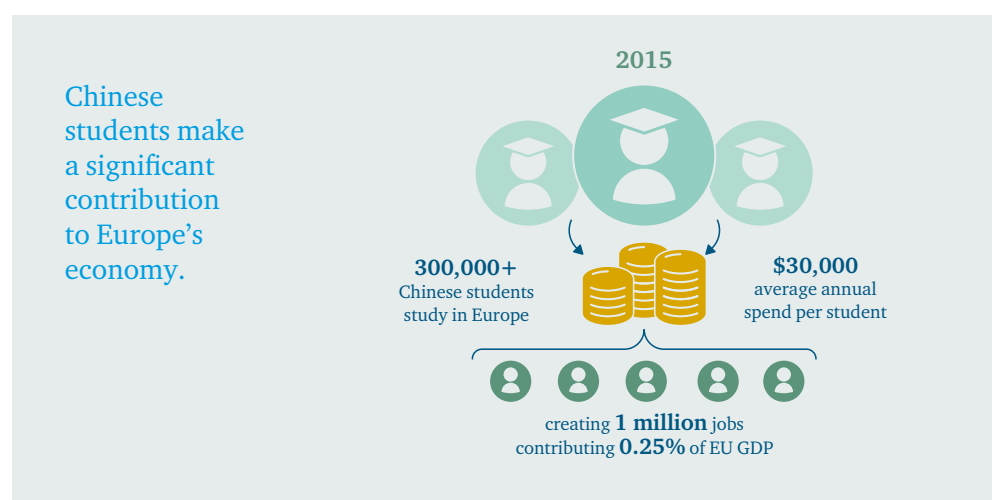 Chinese
students make
a significant
contribution
to Europe’s
economy.
2015
300,000+
Chinese students
study in Europe
$30,000
average annual
spend per student
creating 1 million jobs
contributing 0.25% of EU GDP